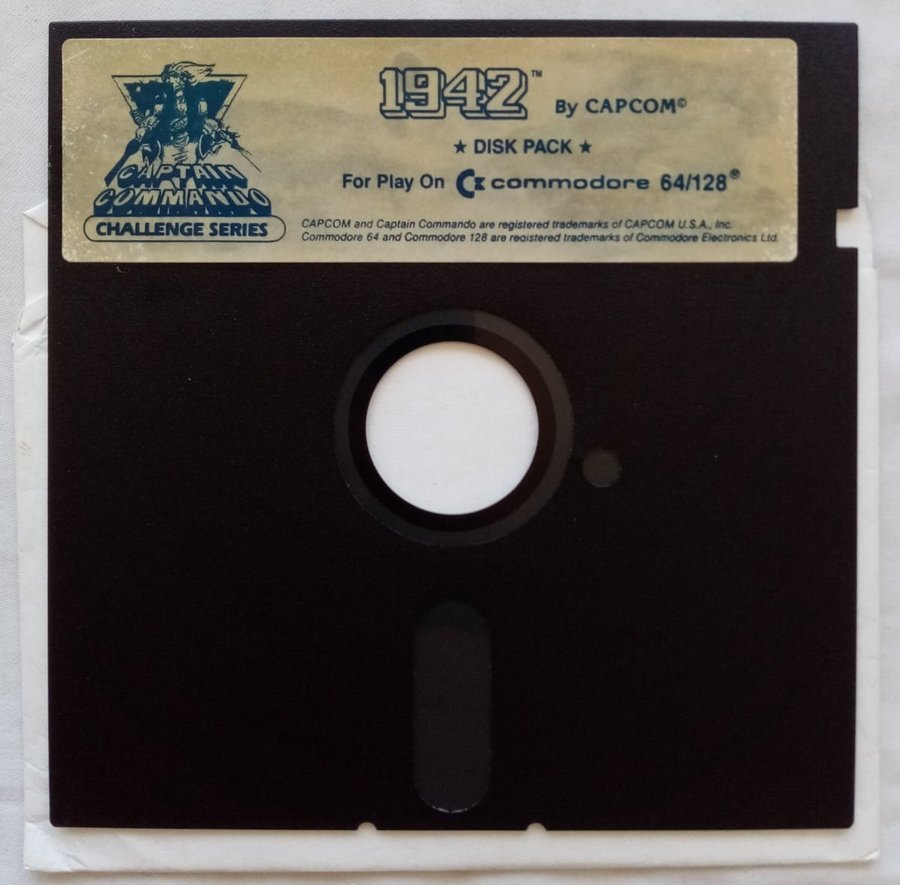 CAPTAIN
COMMANDO
CHALLENGE SERIES
1942™ By CAPCOM©
★ DISK PACK ★
For Play On commodore 64/128®
CAPCOM and Captain Commando are registered trademarks of CAPCOM U.S.A., Inc.
Commodore 64 and Commodore 128 are registered trademarks of Commodore Electronics Ltd.